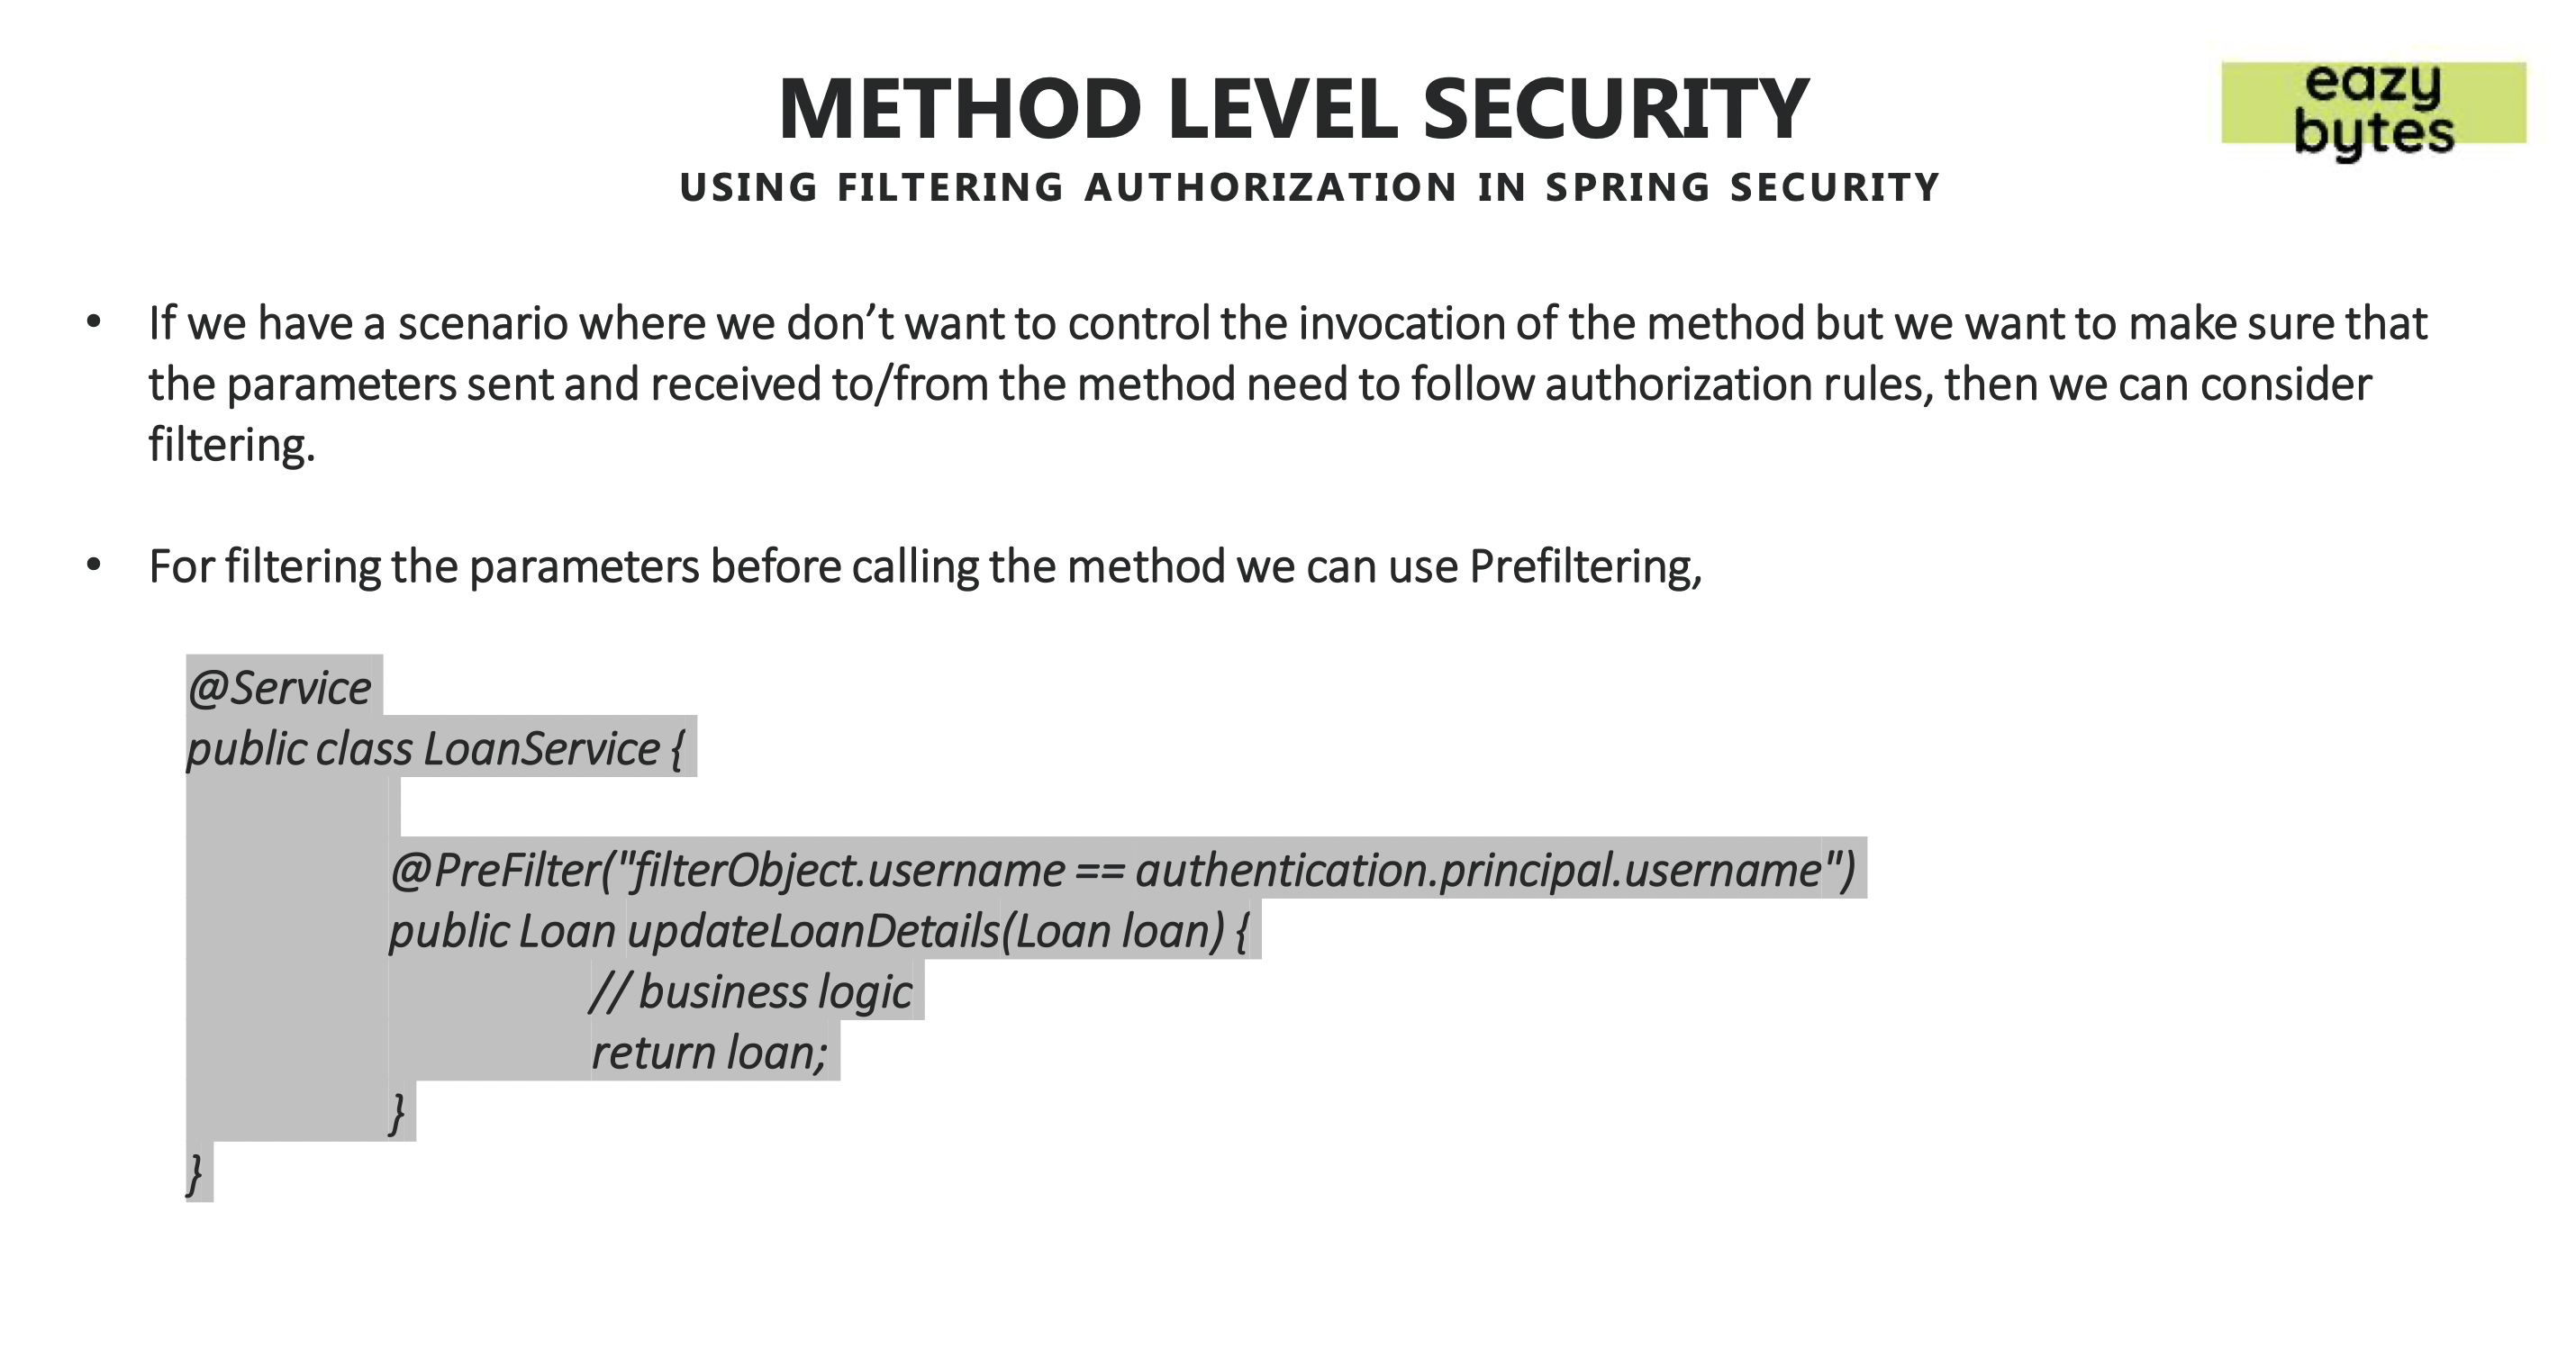 METHOD LEVEL SECURITY
USING FILTERING AUTHORIZATION IN SPRING SECURITY
eazy
bytes
• If we have a scenario where we don’t want to control the invocation of the method but we want to make sure that
the parameters sent and received to/from the method need to follow authorization rules, then we can consider
filtering.
• For filtering the parameters before calling the method we can use Prefiltering,
@Service
public class LoanService {
@PreFilter("filterObject.username == authentication.principal.username")
public Loan updateLoanDetails(Loan loan) {
// business logic
return loan;
}
}